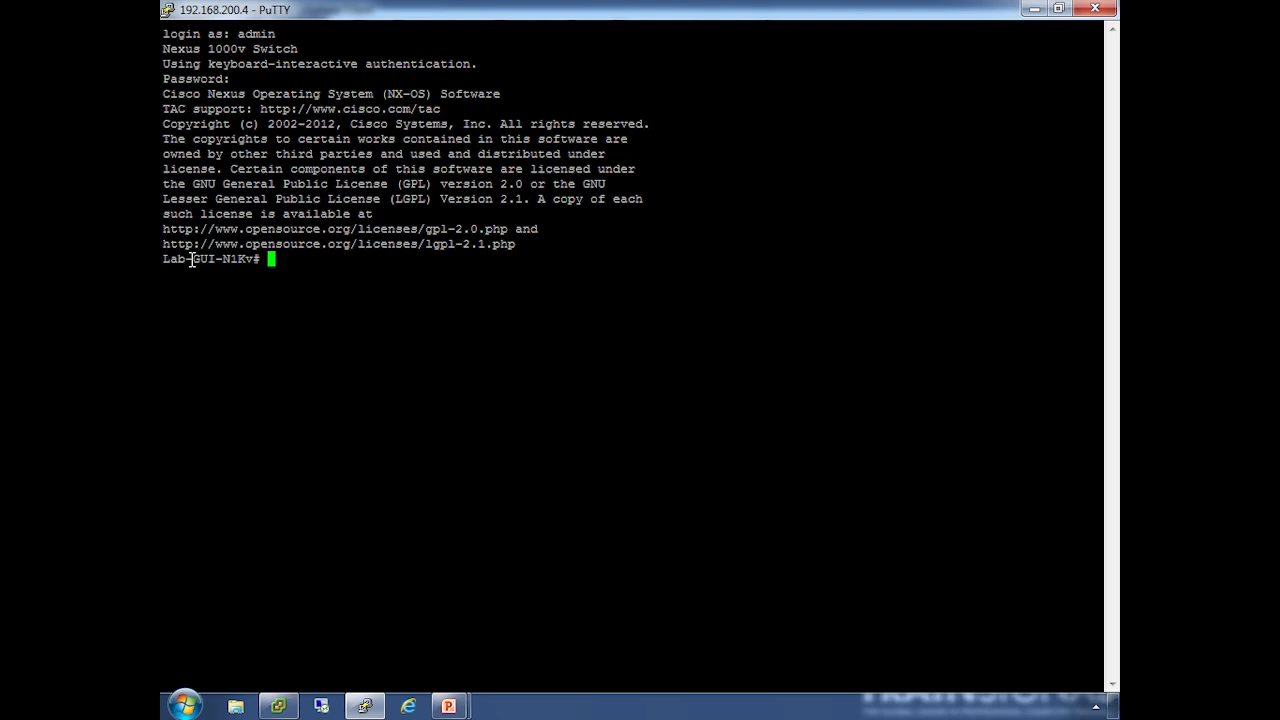 192.168.200.4 - PuTTY
login as: admin
Nexus 1000v Switch
Using keyboard-interactive authentication.
Password:
Cisco Nexus Operating System (NX-OS) Software
TAC support: http://www.cisco.com/tac
Copyright (c) 2002-2012, Cisco Systems, Inc. All rights reserved.
The copyrights to certain works contained in this software are
owned by other third parties and used and distributed under
license. Certain components of this software are licensed under
the GNU General Public License (GPL) version 2.0 or the GNU
Lesser General Public License (LGPL) Version 2.1. A copy of each
such license is available at
http://www.opensource.org/licenses/gpl-2.0.php and
http://www.opensource.org/licenses/lgpl-2.1.php
Lab-GUI-N1Kv#